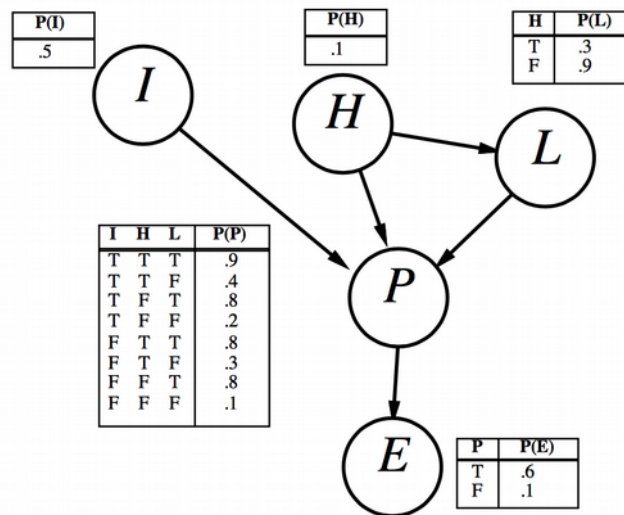 P(I)
.5
I
P(H)
.1
H
H P(L)
T .3
F .9
L
I H L P(P)
T T T .9
T T F .4
T F T .8
T F F .2
F T T .8
F T F .3
F F T .8
F F F .1
P
E
P P(E)
T .6
F .1